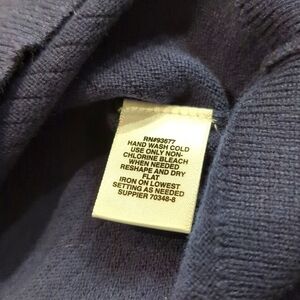 RN#93677
HAND WASH COLD
USE ONLY NON-
CHLORINE BLEACH
WHEN NEEDED
RESHAPE AND DRY
FLAT
IRON ON LOWEST
SETTING AS NEEDED
SUPPIER 70348-8